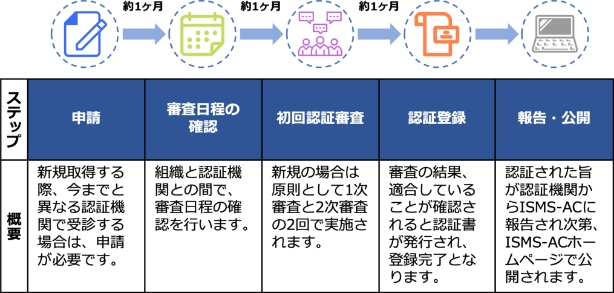 約1ヶ月
約1ヶ月
約1ヶ月
ステップ
申請
審査日程の
確認
初回認証審査
認証登録
報告・公開
概要
新規取得する
際、今までと
異なる認証機
関で受診する
場合は、申請
が必要です。
組織と認証機
関との間で、
審査日程の確
認を行います。
新規の場合は
原則として1次
審査と2次審査
の2回で実施さ
れます。
審査の結果、
適合している
ことが確認さ
れると認証書
が発行され、
登録完了とな
ります。
認証された旨
が認証機関か
らISMS-ACに
報告され次第、
ISMS-ACホー
ムページで公
開されます。